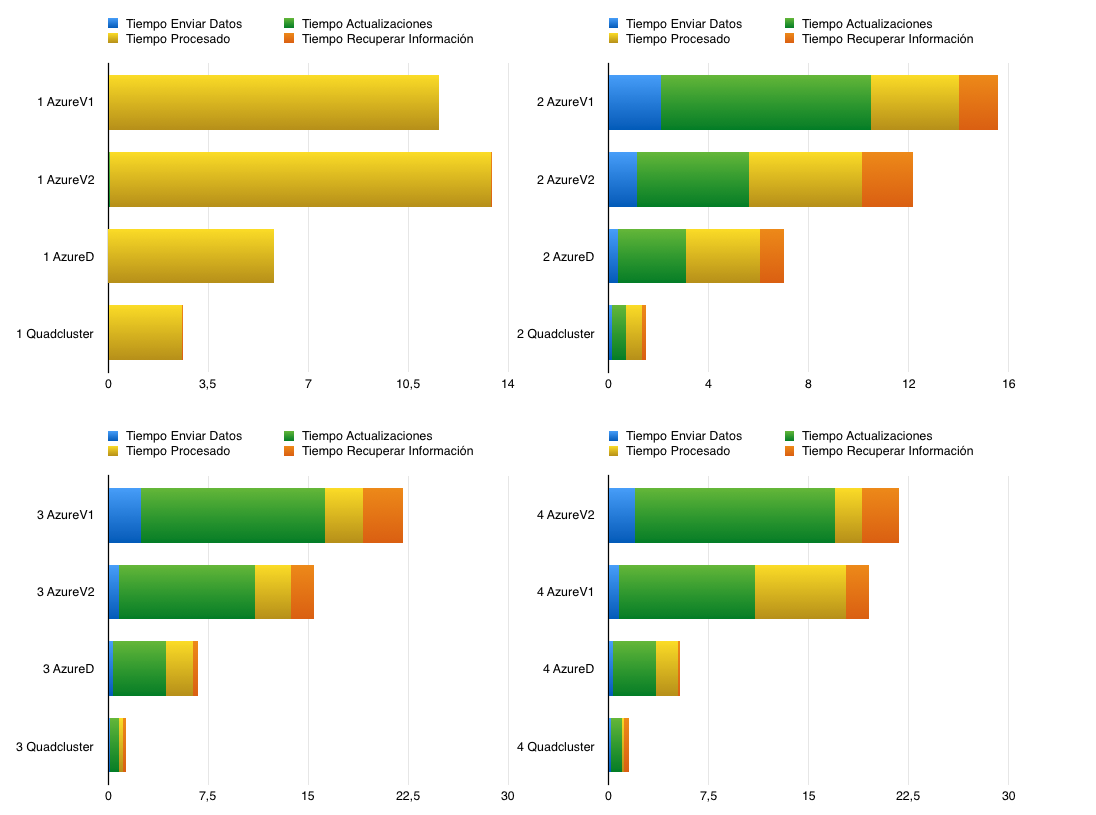 Tiempo Enviar Datos
Tiempo Actualizaciones
Tiempo Procesado
Tiempo Recuperar Información
1 AzureV1
1 AzureV2
1 AzureD
1 Quadcluster
0
3,5
7
10,5
14
Tiempo Enviar Datos
Tiempo Actualizaciones
Tiempo Procesado
Tiempo Recuperar Información
2 AzureV1
2 AzureV2
2 AzureD
2 Quadcluster
0
4
8
12
16
Tiempo Enviar Datos
Tiempo Actualizaciones
Tiempo Procesado
Tiempo Recuperar Información
3 AzureV1
3 AzureV2
3 AzureD
3 Quadcluster
0
7,5
15
22,5
30
Tiempo Enviar Datos
Tiempo Actualizaciones
Tiempo Procesado
Tiempo Recuperar Información
4 AzureV2
4 AzureV1
4 AzureD
4 Quadcluster
0
7,5
15
22,5
30